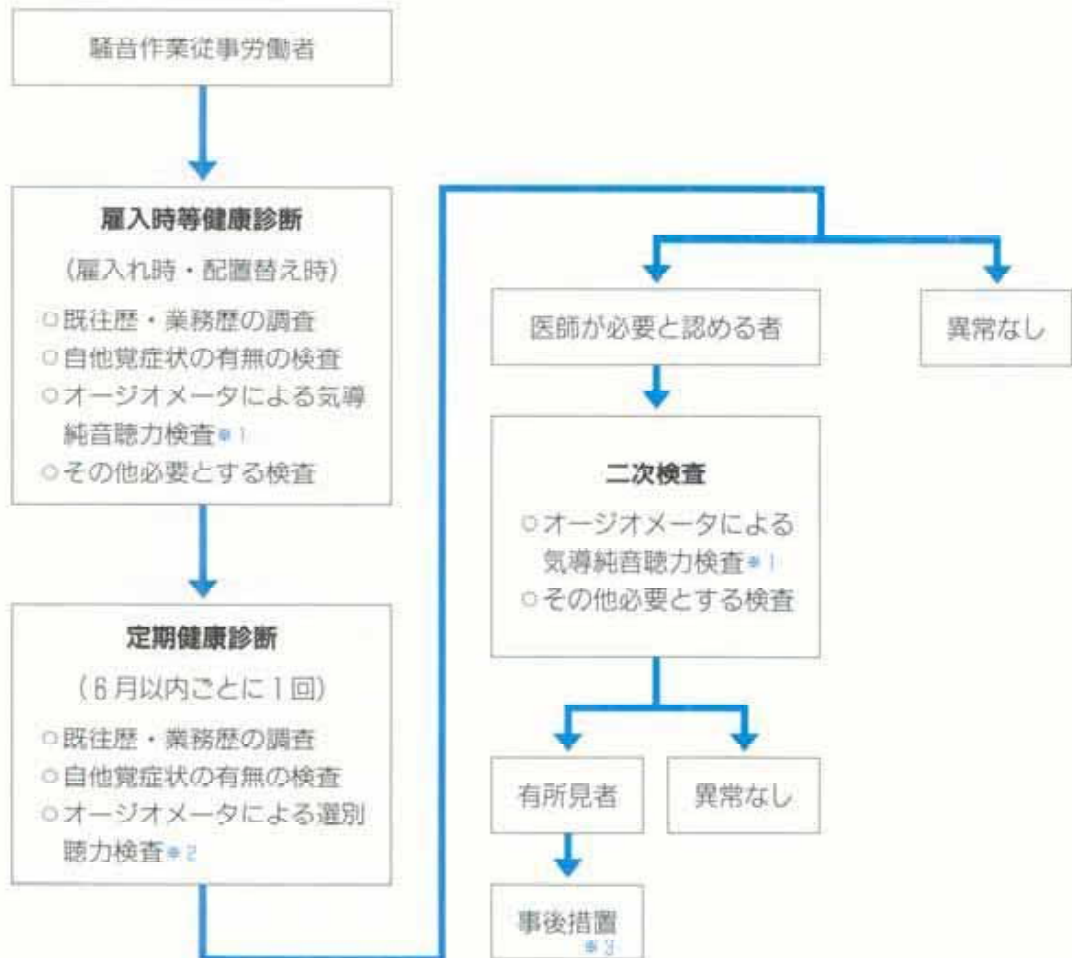 騒音作業従事労働者
雇入時等健康診断
（雇入れ時・配置替え時）
○既往歴・業務歴の調査
○自他覚症状の有無の検査
○オージオメータによる気導
純音聴力検査※1
○その他必要とする検査
定期健康診断
（6月以内ごとに1回）
○既往歴・業務歴の調査
○自他覚症状の有無の検査
○オージオメータによる選別
聴力検査※2
医師が必要と認める者
異常なし
二次検査
○オージオメータによる
気導純音聴力検査※1
○その他必要とする検査
有所見者
異常なし
事後措置
※3